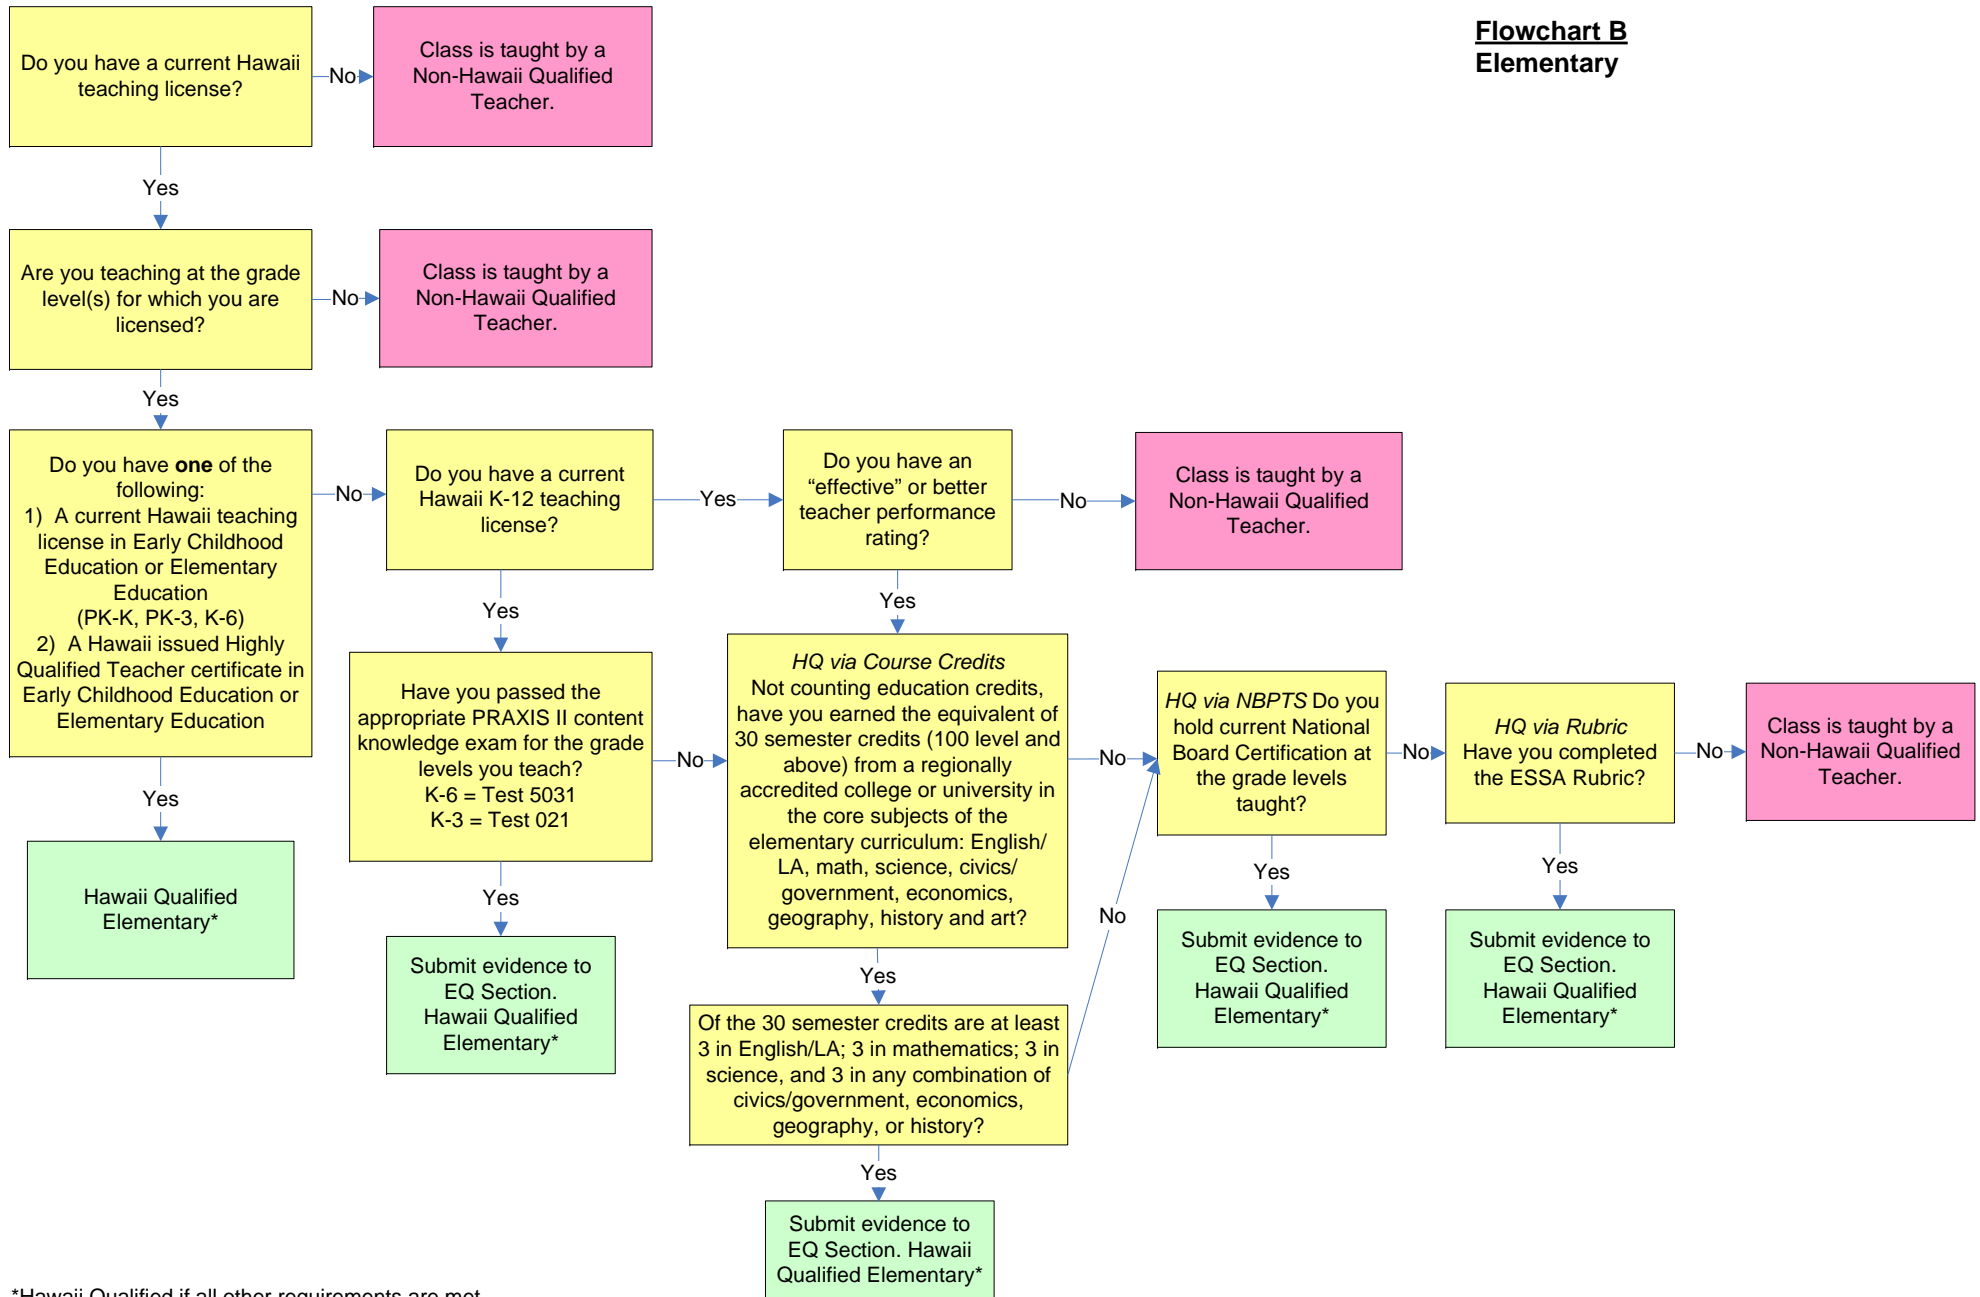 Flowchart B
Elementary
Do you have a current Hawaii
teaching license?
No
Class is taught by a
Non-Hawaii Qualified
Teacher.
Yes
Are you teaching at the grade
level(s) for which you are
licensed?
No
Class is taught by a
Non-Hawaii Qualified
Teacher.
Yes
Do you have one of the
following:
1) A current Hawaii teaching
license in Early Childhood
Education or Elementary
Education
(PK-K, PK-3, K-6)
2) A Hawaii issued Highly
Qualified Teacher certificate in
Early Childhood Education or
Elementary Education
No
Do you have a current
Hawaii K-12 teaching
license?
Yes
Do you have an
“effective” or better
teacher performance
rating?
No
Class is taught by a
Non-Hawaii Qualified
Teacher.
Yes
Hawaii Qualified
Elementary*
Yes
Have you passed the
appropriate PRAXIS II content
knowledge exam for the grade
levels you teach?
K-6 = Test 5031
K-3 = Test 021
No
Yes
Submit evidence to
EQ Section.
Hawaii Qualified
Elementary*
Yes
HQ via Course Credits
Not counting education credits,
have you earned the equivalent of
30 semester credits (100 level and
above) from a regionally
accredited college or university in
the core subjects of the
elementary curriculum: English/
LA, math, science, civics/
government, economics,
geography, history and art?
No
Yes
Of the 30 semester credits are at least
3 in English/LA; 3 in mathematics; 3 in
science, and 3 in any combination of
civics/government, economics,
geography, or history?
No
Yes
Submit evidence to
EQ Section. Hawaii
Qualified Elementary*
HQ via NBPTS Do you
hold current National
Board Certification at
the grade levels
taught?
No
Yes
Submit evidence to
EQ Section.
Hawaii Qualified
Elementary*
HQ via Rubric
Have you completed
the ESSA Rubric?
No
Class is taught by a
Non-Hawaii Qualified
Teacher.
Yes
Submit evidence to
EQ Section.
Hawaii Qualified
Elementary*
*Hawaii Qualified if all other requirements are met